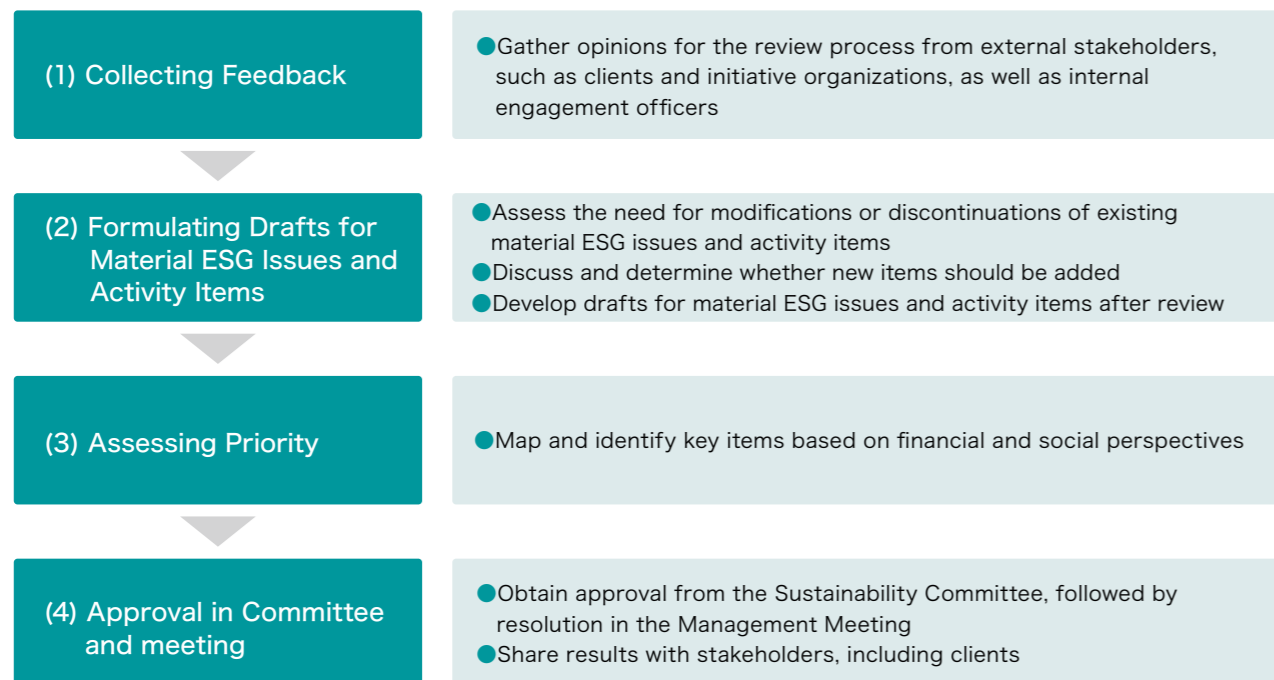 (1) Collecting Feedback
●Gather opinions for the review process from external stakeholders,
such as clients and initiative organizations, as well as internal
engagement officers
(2) Formulating Drafts for
Material ESG Issues and
Activity Items
●Assess the need for modifications or discontinuations of existing
material ESG issues and activity items
●Discuss and determine whether new items should be added
●Develop drafts for material ESG issues and activity items after review
(3) Assessing Priority
●Map and identify key items based on financial and social perspectives
(4) Approval in Committee
and meeting
●Obtain approval from the Sustainability Committee, followed by
resolution in the Management Meeting
●Share results with stakeholders, including clients